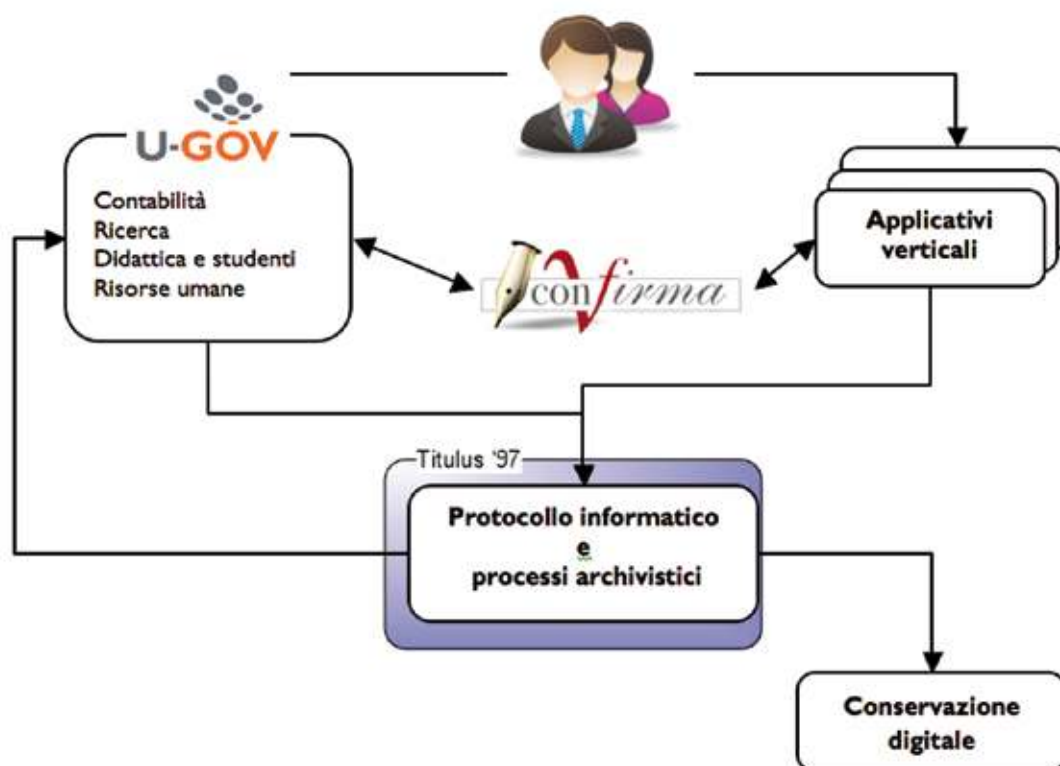 U-GOV
Contabilità
Ricerca
Didattica e studenti
Risorse umane
Applicativi
verticali
confirma
Titulus '97
Protocollo informatico
e
processi archivistici
Conservazione
digitale